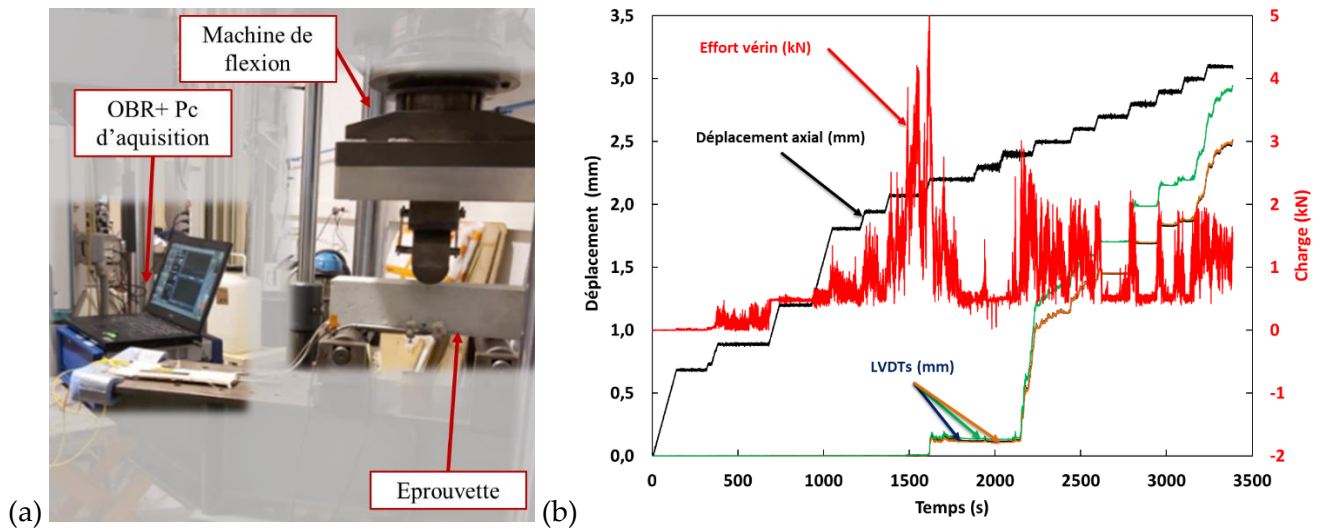 Machine de
flexion
OBR+ Pc
d'aquisition
Eprouvette
(a)
3,5
3,0
2,5
2,0
1,5
1,0
0,5
0,0
Déplacement (mm)
Effort vérin (kN)
Déplacement axial (mm)
LVDTs (mm)
5
4
3
2
1
0
-1
-2
Charge (kN)
0 500 1000 1500 2000 2500 3000 3500
Temps (s)
(b)